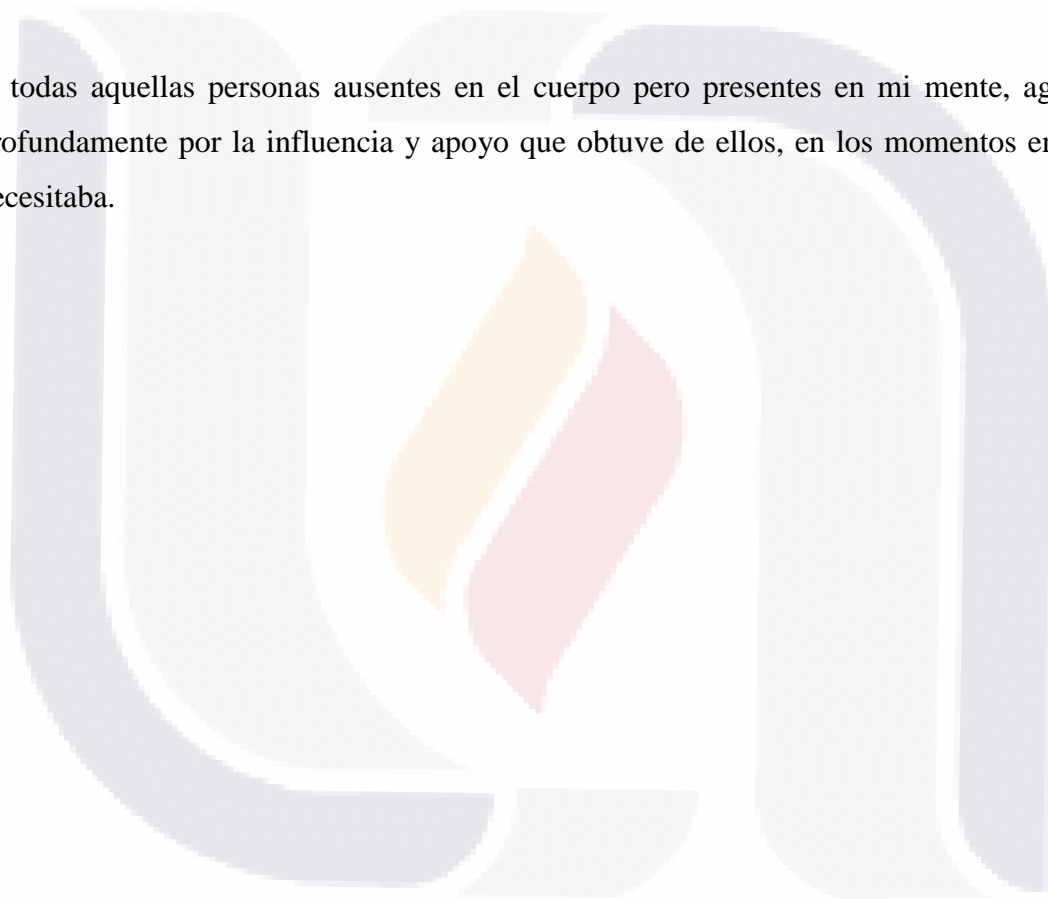 todas aquellas personas ausentes en el cuerpo pero presentes en mi mente, ag
rofundamente por la influencia y apoyo que obtuve de ellos, en los momentos en
ecesitaba.